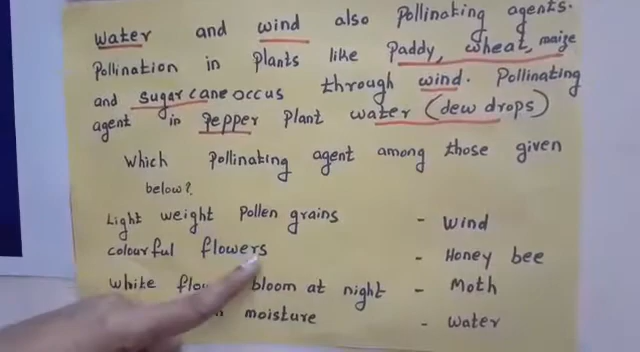 water and wind also Pollinating agents.
Pollination in plants like Paddy, wheat, maize
and sugarcane occus through wind. Pollinating
agent in pepper plant water (dew drops)
Which pollinating agent among those given
below?
Light weight pollen grains - wind
colourful flowers - Honey bee
white bloom at night - Moth
moisture - water